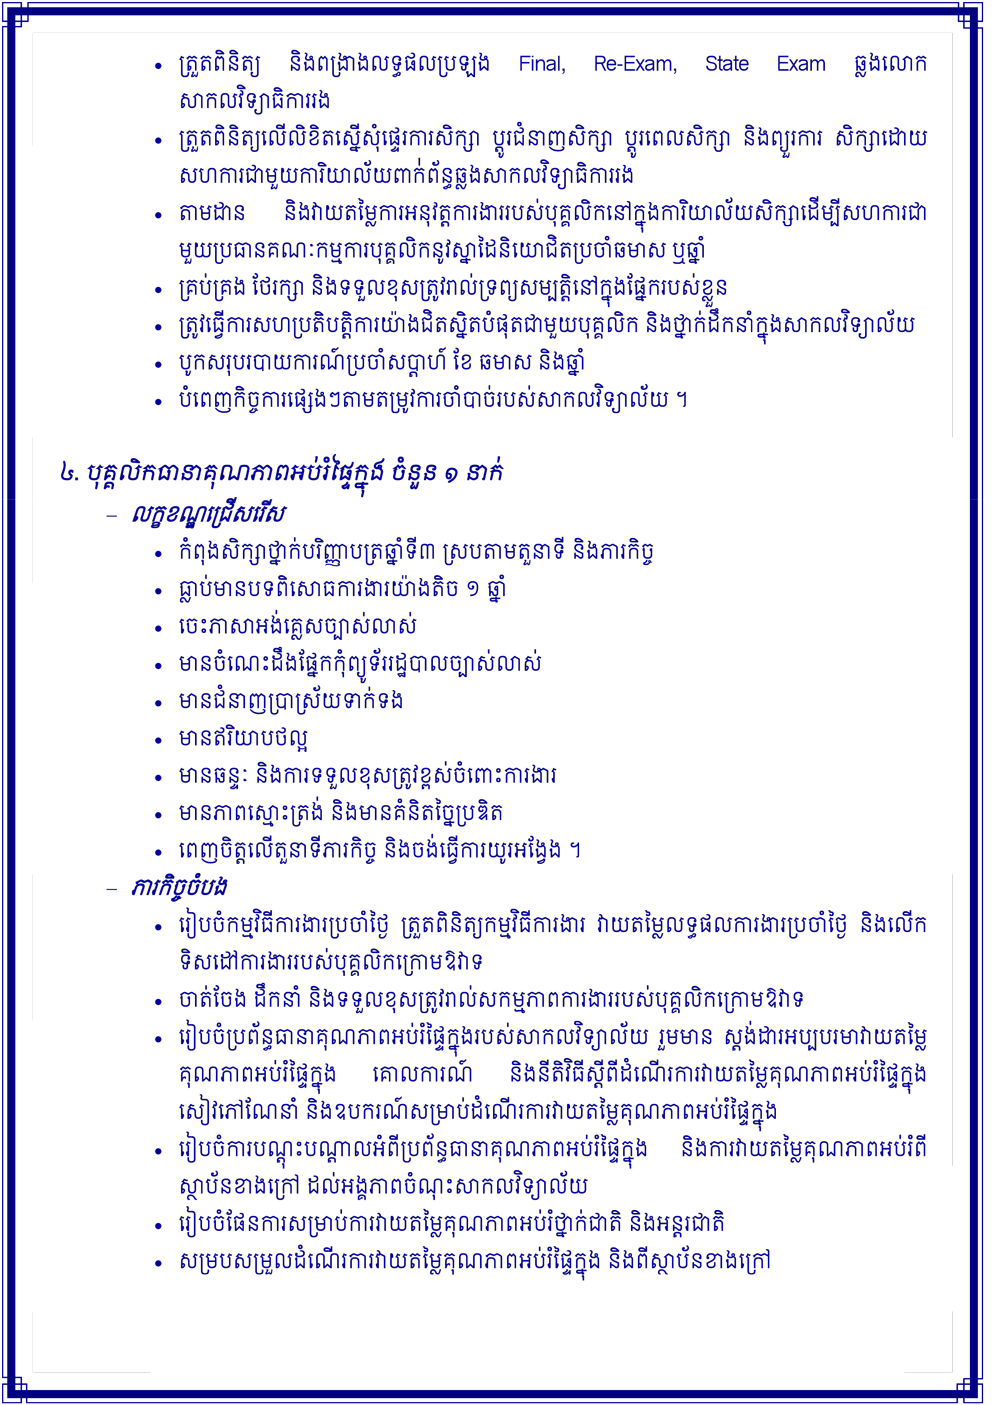 • ត្រួតពិនិត្យ និងពង្រាងលទ្ធផលប្រឡង Final, Re-Exam, State Exam ឆ្លងលោក
សាកលវិទ្យាធិការរង
• ត្រួតពិនិត្យលើលិខិតស្នើសុំផ្ទេរការសិក្សា ប្តូរជំនាញសិក្សា ប្តូរពេលសិក្សា និងព្យួរការ សិក្សាដោយ
សហការជាមួយការិយាល័យពាក់ព័ន្ធឆ្លងសាកលវិទ្យាធិការរង
• តាមដាន និងវាយតម្លៃការអនុវត្តការងាររបស់បុគ្គលិកនៅក្នុងការិយាល័យសិក្សាដើម្បីសហការជា
មួយប្រធានគណៈកម្មការបុគ្គលិកនូវស្នាដៃនិយោជិតប្រចាំឆមាស ឬឆ្នាំ
• គ្រប់គ្រង ថែរក្សា និងទទួលខុសត្រូវរាល់ទ្រព្យសម្បត្តិនៅក្នុងផ្នែករបស់ខ្លួន
• ត្រូវធ្វើការសហប្រតិបត្តិការយ៉ាងជិតស្និតបំផុតជាមួយបុគ្គលិក និងថ្នាក់ដឹកនាំក្នុងសាកលវិទ្យាល័យ
• បូកសរុបរបាយការណ៍ប្រចាំសប្តាហ៍ ខែ ឆមាស និងឆ្នាំ
• បំពេញកិច្ចការផ្សេងៗតាមតម្រូវការចាំបាច់របស់សាកលវិទ្យាល័យ ។
៤. បុគ្គលិកធានាគុណភាពអប់រំផ្ទៃក្នុង ចំនួន ១ នាក់
– លក្ខខណ្ឌជ្រើសរើស
• កំពុងសិក្សាថ្នាក់បរិញ្ញាបត្រឆ្នាំទី៣ ស្របតាមតួនាទី និងភារកិច្ច
• ធ្លាប់មានបទពិសោធការងារយ៉ាងតិច ១ ឆ្នាំ
• ចេះភាសាអង់គ្លេសច្បាស់លាស់
• មានចំណេះដឹងផ្នែកកុំព្យូទ័ររដ្ឋបាលច្បាស់លាស់
• មានជំនាញប្រាស្រ័យទាក់ទង
• មានឥរិយាបថល្អ
• មានឆន្ទៈ និងការទទួលខុសត្រូវខ្ពស់ចំពោះការងារ
• មានភាពស្មោះត្រង់ និងមានគំនិតច្នៃប្រឌិត
• ពេញចិត្តលើតួនាទីភារកិច្ច និងចង់ធ្វើការយូរអង្វែង ។
– ភារកិច្ចចំបង
• រៀបចំកម្មវិធីការងារប្រចាំថ្ងៃ ត្រួតពិនិត្យកម្មវិធីការងារ វាយតម្លៃលទ្ធផលការងារប្រចាំថ្ងៃ និងលើក
ទិសដៅការងាររបស់បុគ្គលិកក្រោមឱវាទ
• ចាត់ចែង ដឹកនាំ និងទទួលខុសត្រូវរាល់សកម្មភាពការងាររបស់បុគ្គលិកក្រោមឱវាទ
• រៀបចំប្រព័ន្ធធានាគុណភាពអប់រំផ្ទៃក្នុងរបស់សាកលវិទ្យាល័យ រួមមាន ស្តង់ដារអប្បបរមាវាយតម្លៃ
គុណភាពអប់រំផ្ទៃក្នុង គោលការណ៍ និងនីតិវិធីស្តីពីដំណើរការវាយតម្លៃគុណភាពអប់រំផ្ទៃក្នុង
សៀវភៅណែនាំ និងឧបករណ៍សម្រាប់ដំណើរការវាយតម្លៃគុណភាពអប់រំផ្ទៃក្នុង
• រៀបចំការបណ្តុះបណ្តាលអំពីប្រព័ន្ធធានាគុណភាពអប់រំផ្ទៃក្នុង និងការវាយតម្លៃគុណភាពអប់រំពី
ស្ថាប័នខាងក្រៅ ដល់អង្គភាពចំណុះសាកលវិទ្យាល័យ
• រៀបចំផែនការសម្រាប់ការវាយតម្លៃគុណភាពអប់រំថ្នាក់ជាតិ និងអន្តរជាតិ
• សម្របសម្រួលដំណើរការវាយតម្លៃគុណភាពអប់រំផ្ទៃក្នុង និងពីស្ថាប័នខាងក្រៅ